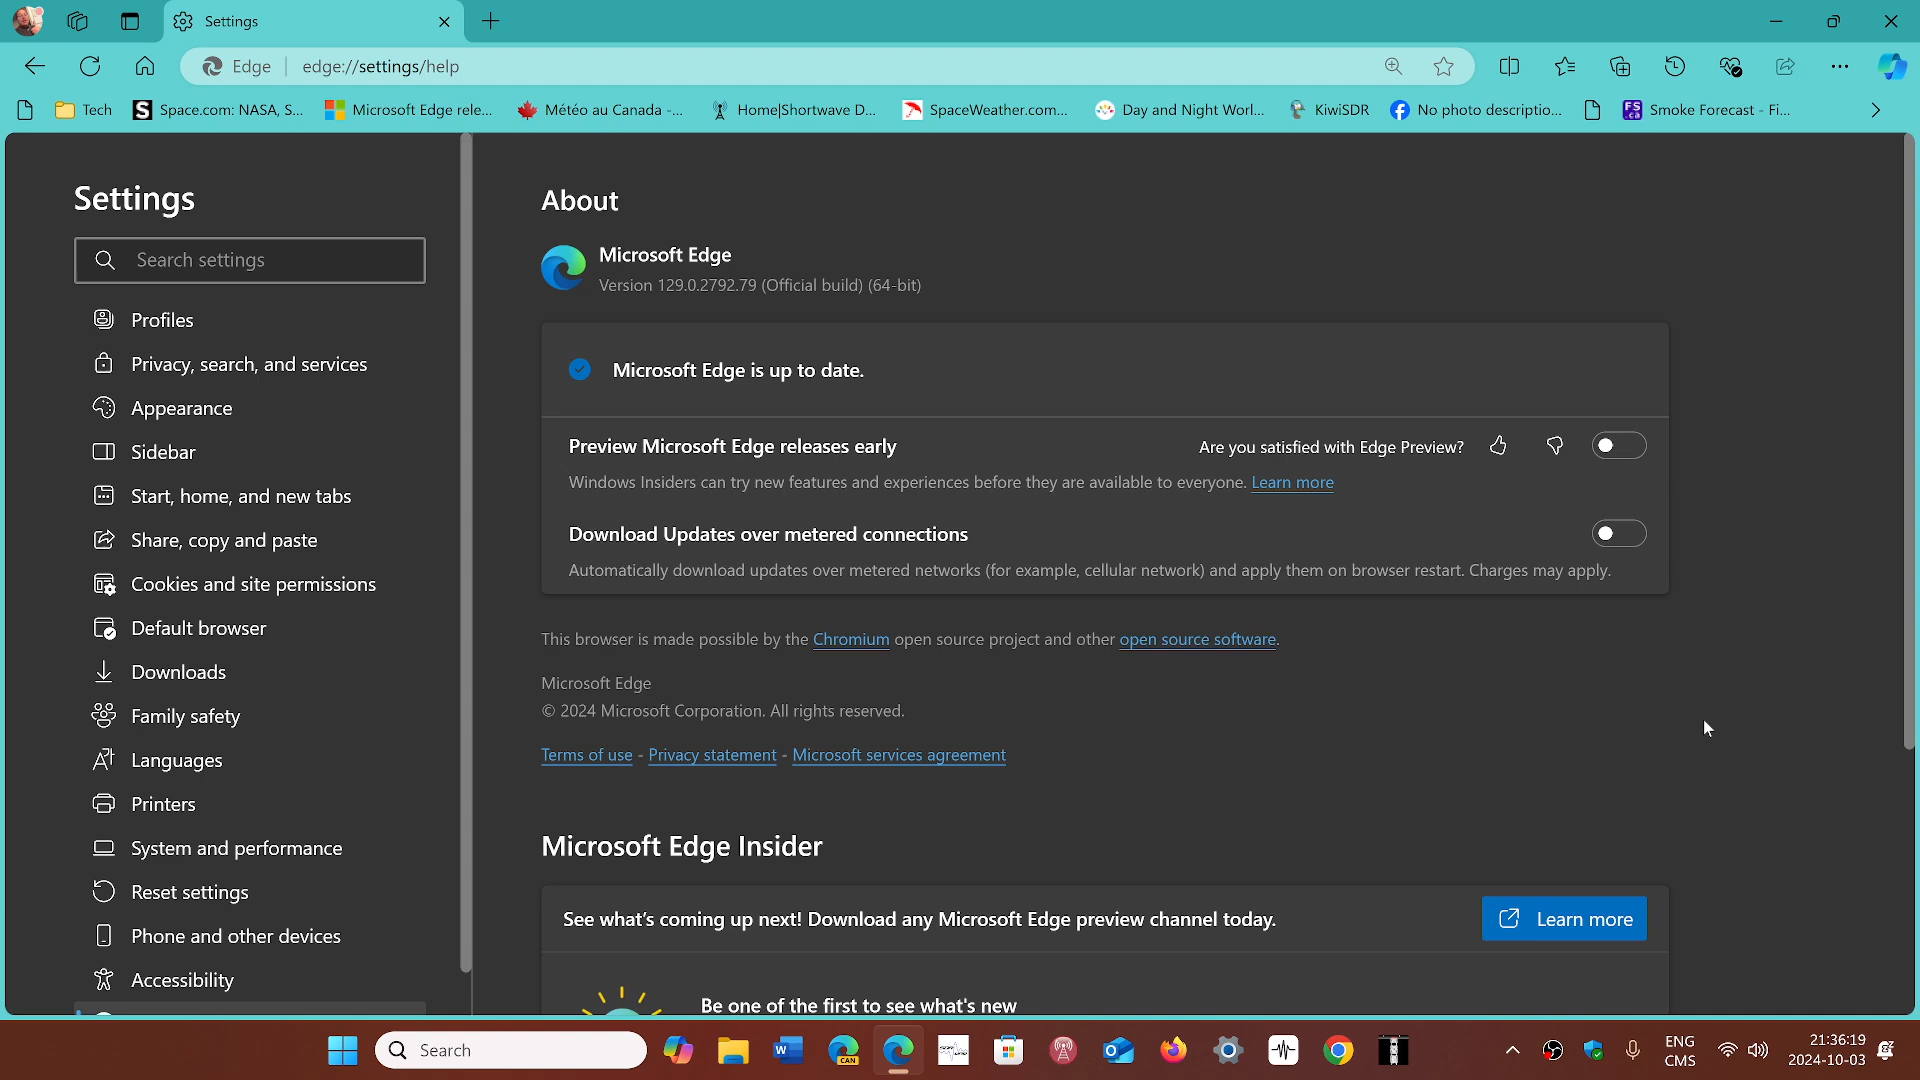 Settings
Edge
edge://settings/help
Tech
Space.com: NASA, S...
Microsoft Edge rele...
Météo au Canada -...
Home|Shortwave D...
SpaceWeather.com...
Day and Night Worl...
KiwiSDR
No photo descriptio...
Smoke Forecast - Fi...
Settings
Search settings
Profiles
Privacy, search, and services
Appearance
Sidebar
Start, home, and new tabs
Share, copy and paste
Cookies and site permissions
Default browser
Downloads
Family safety
Languages
Printers
System and performance
Reset settings
Phone and other devices
Accessibility
About
Microsoft Edge
Version 129.0.2792.79 (Official build) (64-bit)
Microsoft Edge is up to date.
Preview Microsoft Edge releases early
Are you satisfied with Edge Preview?
Windows Insiders can try new features and experiences before they are available to everyone. Learn more
Download Updates over metered connections
Automatically download updates over metered networks (for example, cellular network) and apply them on browser restart. Charges may apply.
This browser is made possible by the Chromium open source project and other open source software.
Microsoft Edge
© 2024 Microsoft Corporation. All rights reserved.
Terms of use - Privacy statement - Microsoft services agreement
Microsoft Edge Insider
See what's coming up next! Download any Microsoft Edge preview channel today.
Learn more
Be one of the first to see what's new
Search
CAN
ENG
CMS
21:36:19
2024-10-03